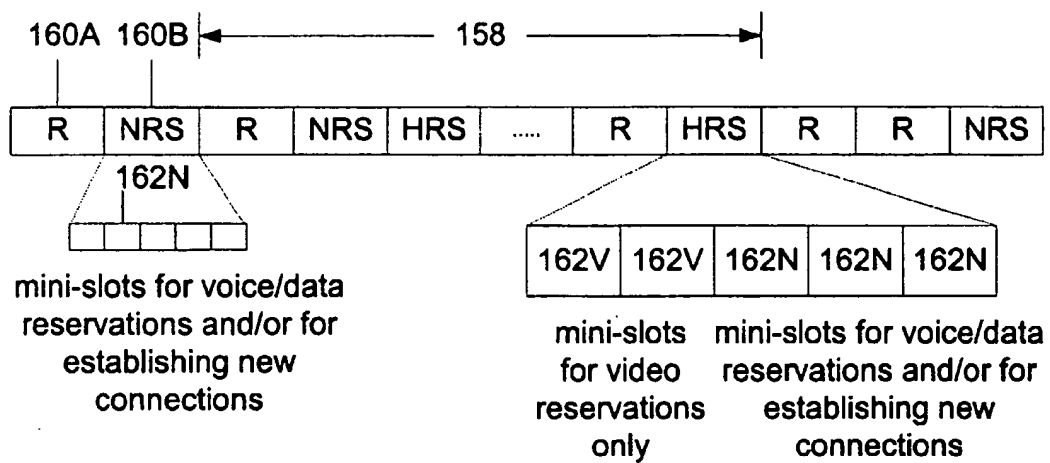 160A 160B 158
R NRS R NRS HRS ..... R HRS R R NRS
162N
162V 162V 162N 162N 162N
mini-slots for voice/data
reservations and/or for
establishing new
connections
mini-slots
for video
reservations
only
mini-slots for voice/data
reservations and/or for
establishing new
connections